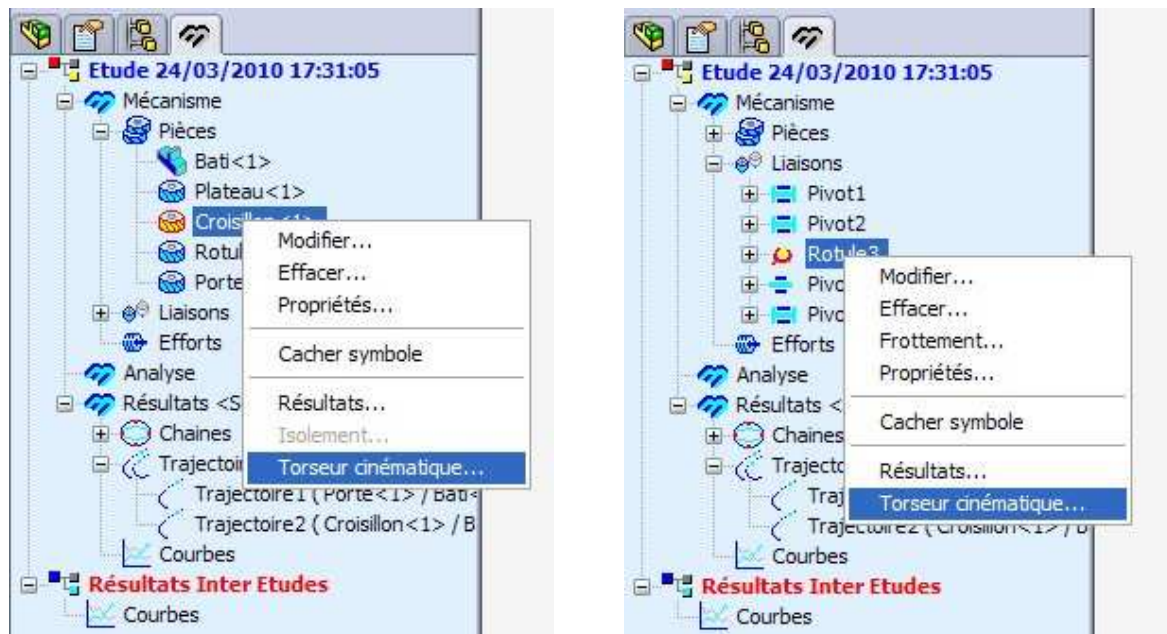 Etude 24/03/2010 17:31:05
Mécanisme
Pièces
Bati<1>
Plateau<1>
Croisillon<1>
Rotul
Porte
Liaisons
Efforts
Analyse
Résultats <S
Chaines
Trajectoi
Trajectoire1 ( Porte<1> / Bati<
Trajectoire2 ( Croisillon<1> / B
Courbes
Résultats Inter Etudes
Courbes
Modifier...
Effacer...
Propriétés...
Cacher symbole
Résultats...
Isolement...
Torseur cinématique...
Etude 24/03/2010 17:31:05
Mécanisme
Pièces
Liaisons
Pivot1
Pivot2
Rotule3
Pivo
Pivo
Efforts
Analyse
Résultats <
Chaines
Trajecto
Traj
Trajectoire2 ( Croisillon<1> / B
Courbes
Résultats Inter Etudes
Courbes
Modifier...
Effacer...
Frottement...
Propriétés...
Cacher symbole
Résultats...
Torseur cinématique...